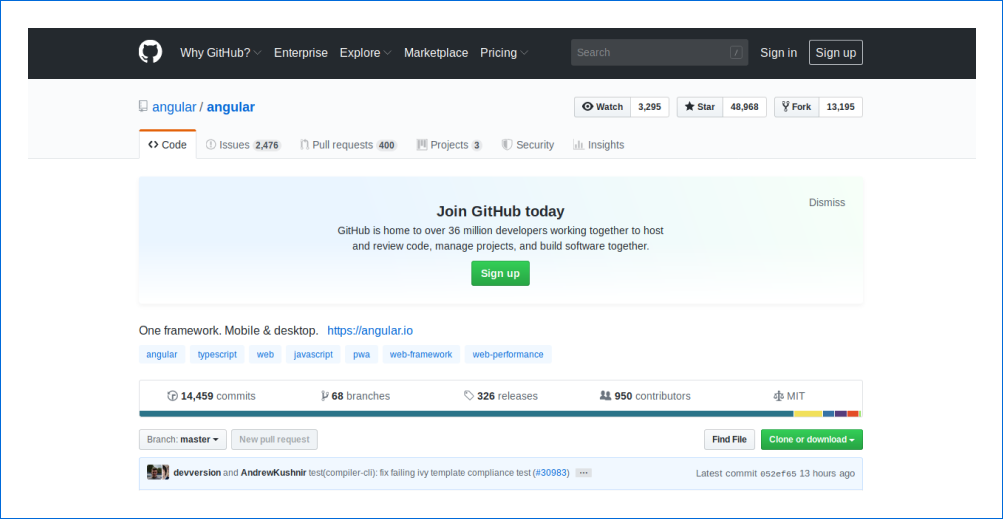 Why GitHub? Enterprise Explore Marketplace Pricing Search / Sign in Sign up
angular / angular Watch 3,295 Star 48,968 Fork 13,195
Code Issues 2,476 Pull requests 400 Projects 3 Security Insights
Dismiss
Join GitHub today
GitHub is home to over 36 million developers working together to host
and review code, manage projects, and build software together.
Sign up
One framework. Mobile & desktop. https://angular.io
angular typescript web javascript pwa web-framework web-performance
14,459 commits 68 branches 326 releases 950 contributors MIT
Branch: master New pull request Find File Clone or download
devversion and AndrewKushnir test(compiler-cli): fix failing ivy template compliance test (#30983) ... Latest commit 052ef65 13 hours ago